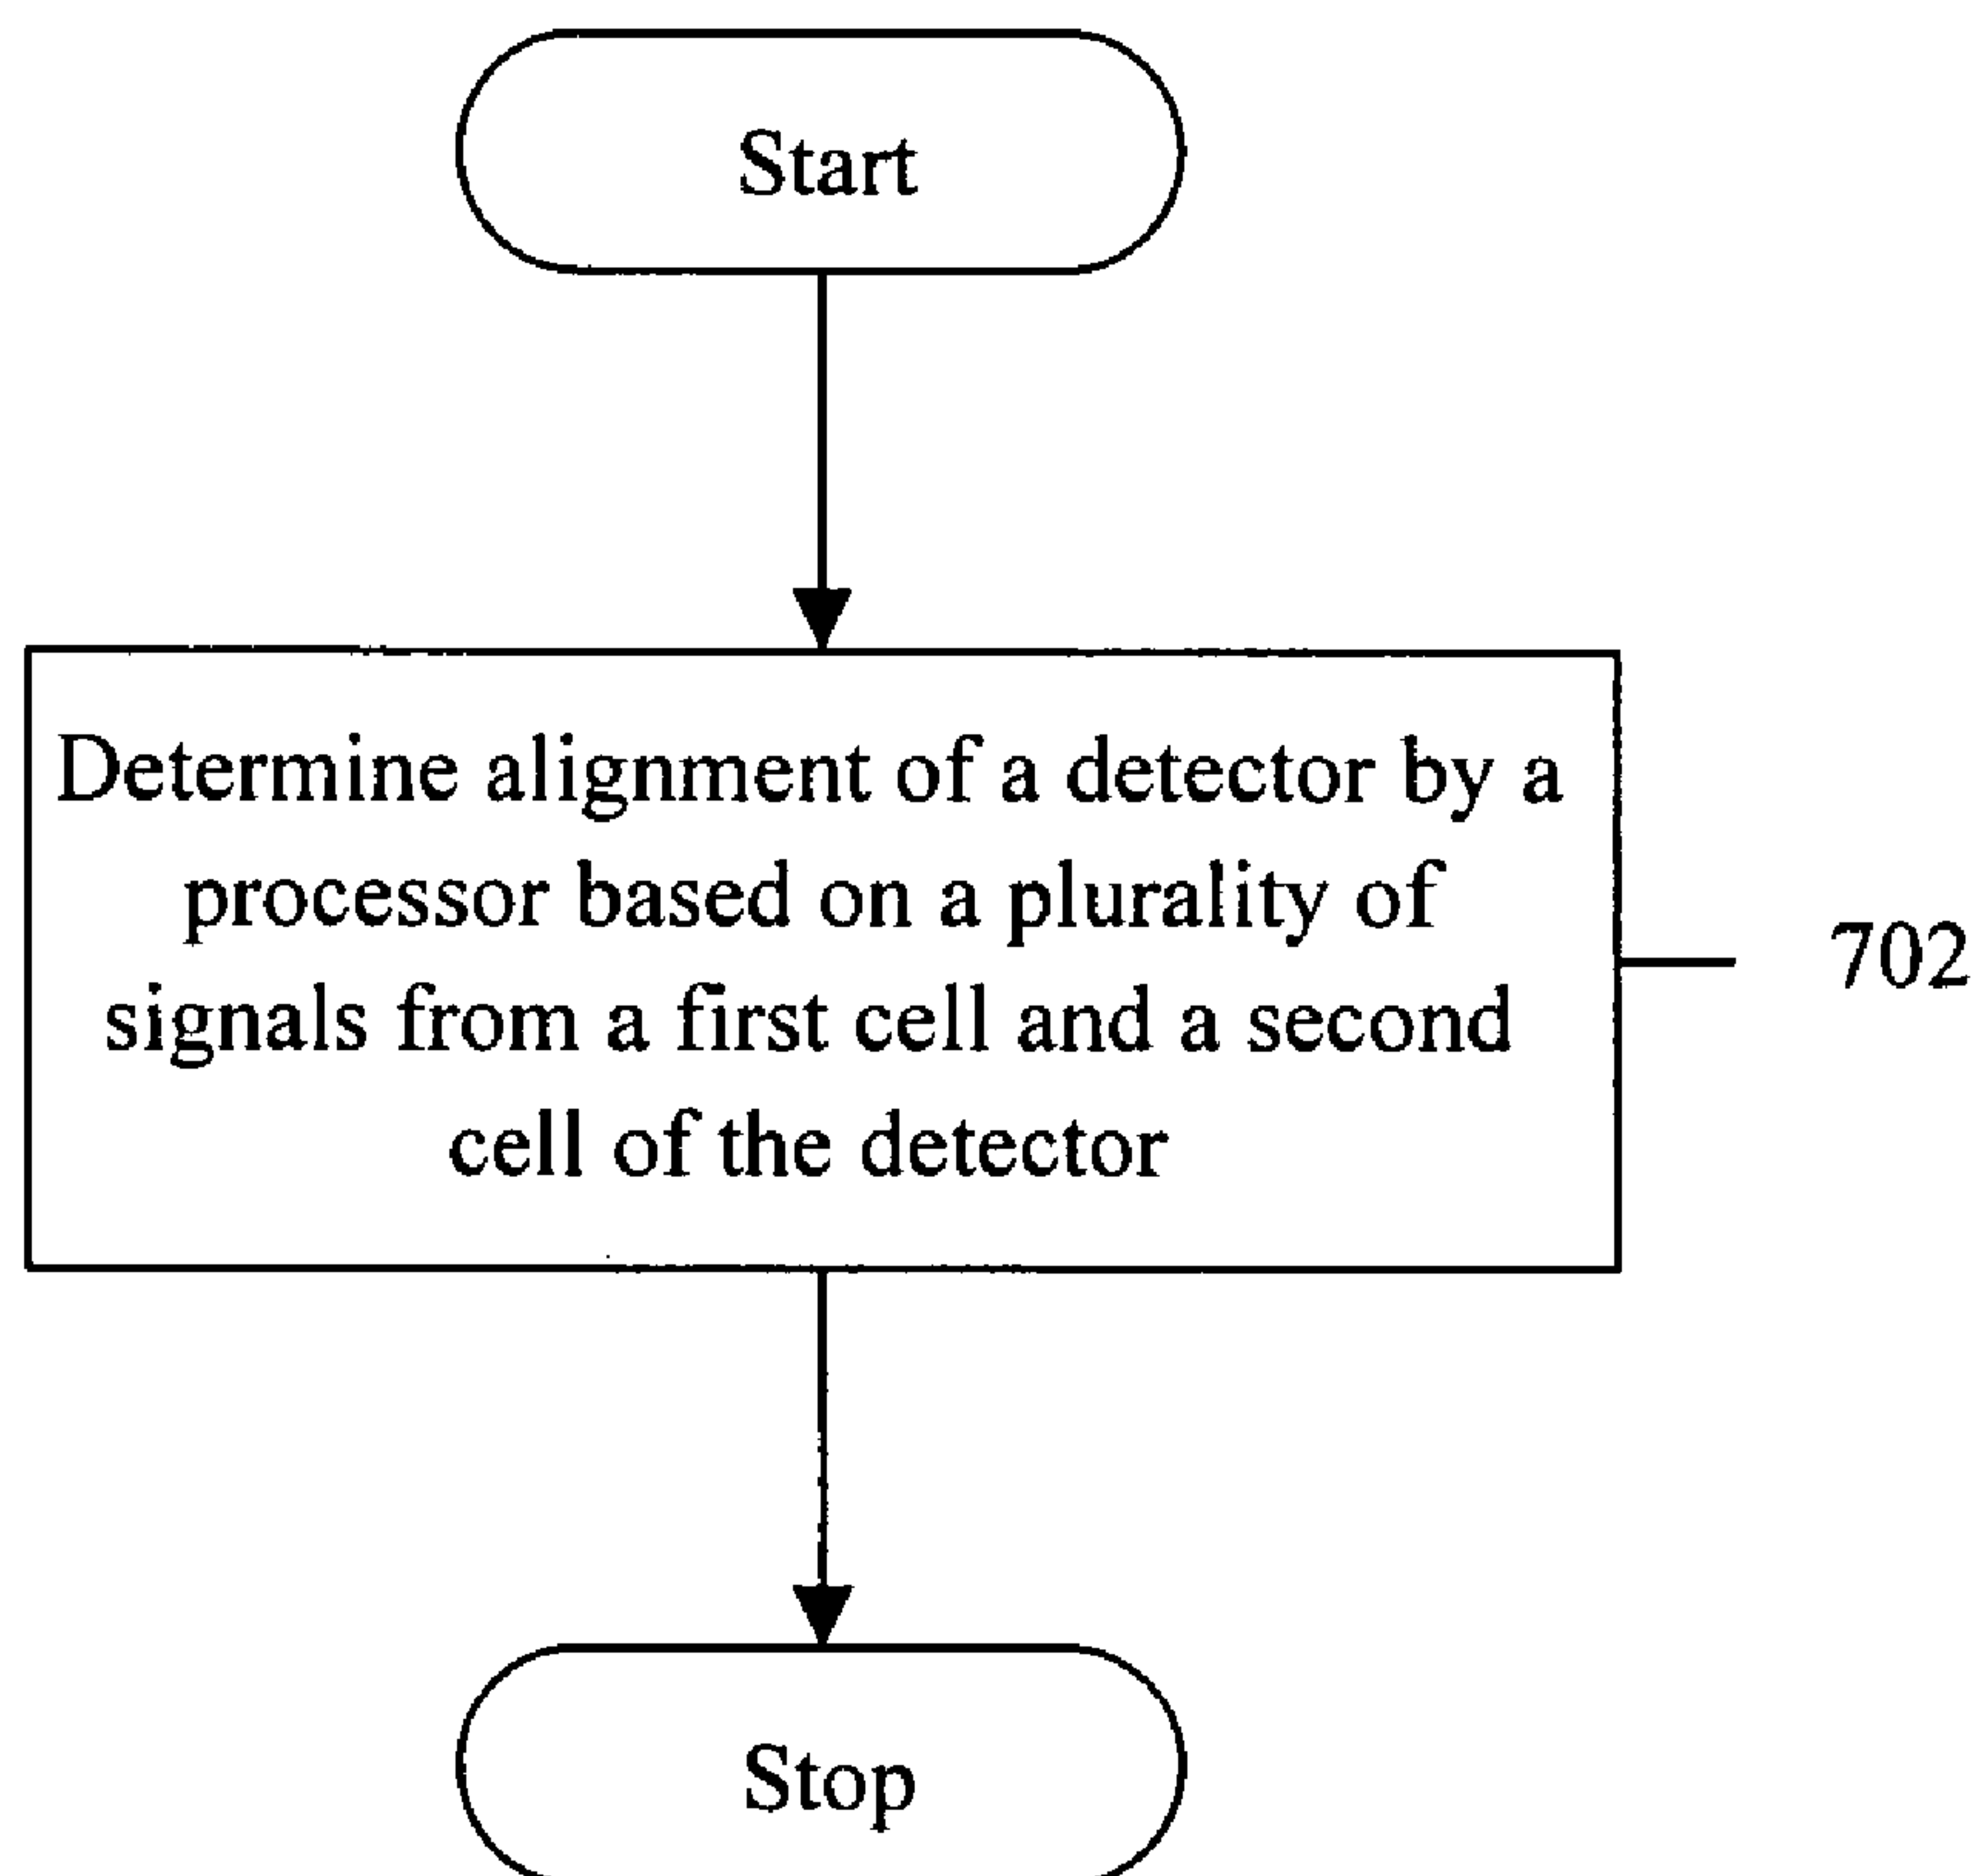 Start
Determine alignment of a detector by a
processor based on a plurality of
signals from a first cell and a second
cell of the detector
702
Stop